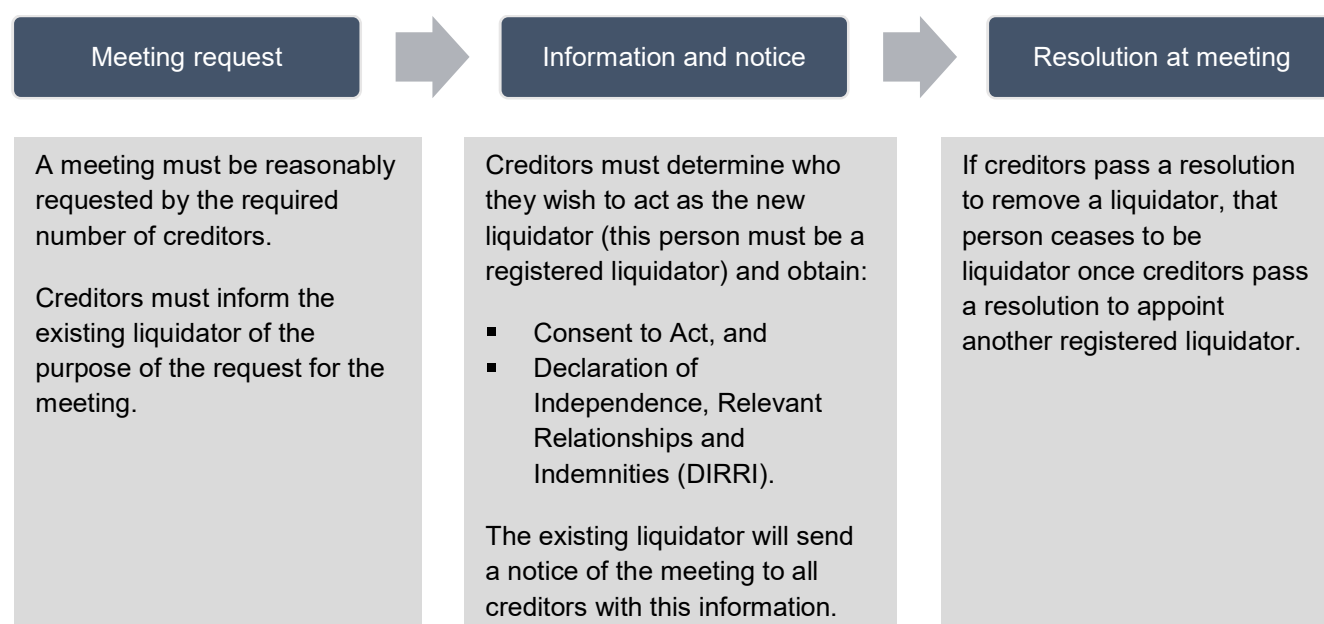 Meeting request
Information and notice
Resolution at meeting
A meeting must be reasonably
requested by the required
number of creditors.
Creditors must inform the
existing liquidator of the
purpose of the request for the
meeting.
Creditors must determine who
they wish to act as the new
liquidator (this person must be a
registered liquidator) and obtain:
▪ Consent to Act, and
▪ Declaration of
Independence, Relevant
Relationships and
Indemnities (DIRRI).
The existing liquidator will send
a notice of the meeting to all
creditors with this information.
If creditors pass a resolution
to remove a liquidator, that
person ceases to be
liquidator once creditors pass
a resolution to appoint
another registered liquidator.